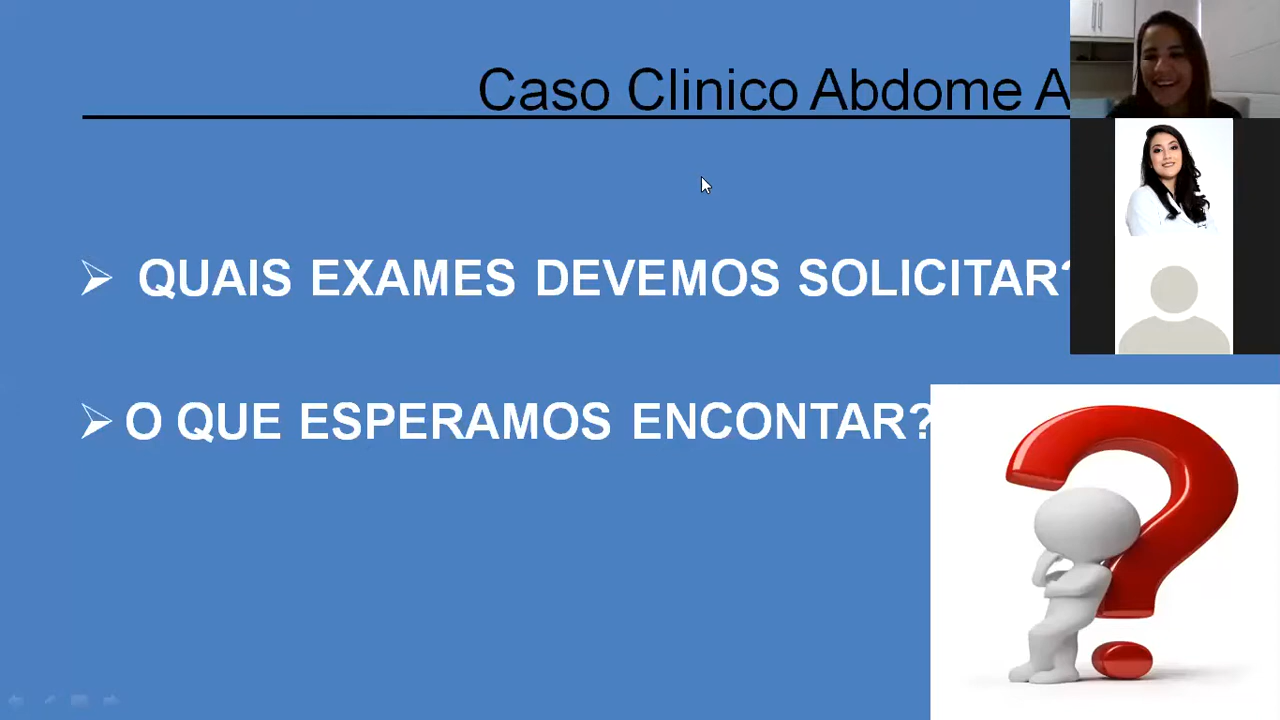 Caso Clinico Abdome A
QUAIS EXAMES DEVEMOS SOLICITAR?
O QUE ESPERAMOS ENCONTAR?